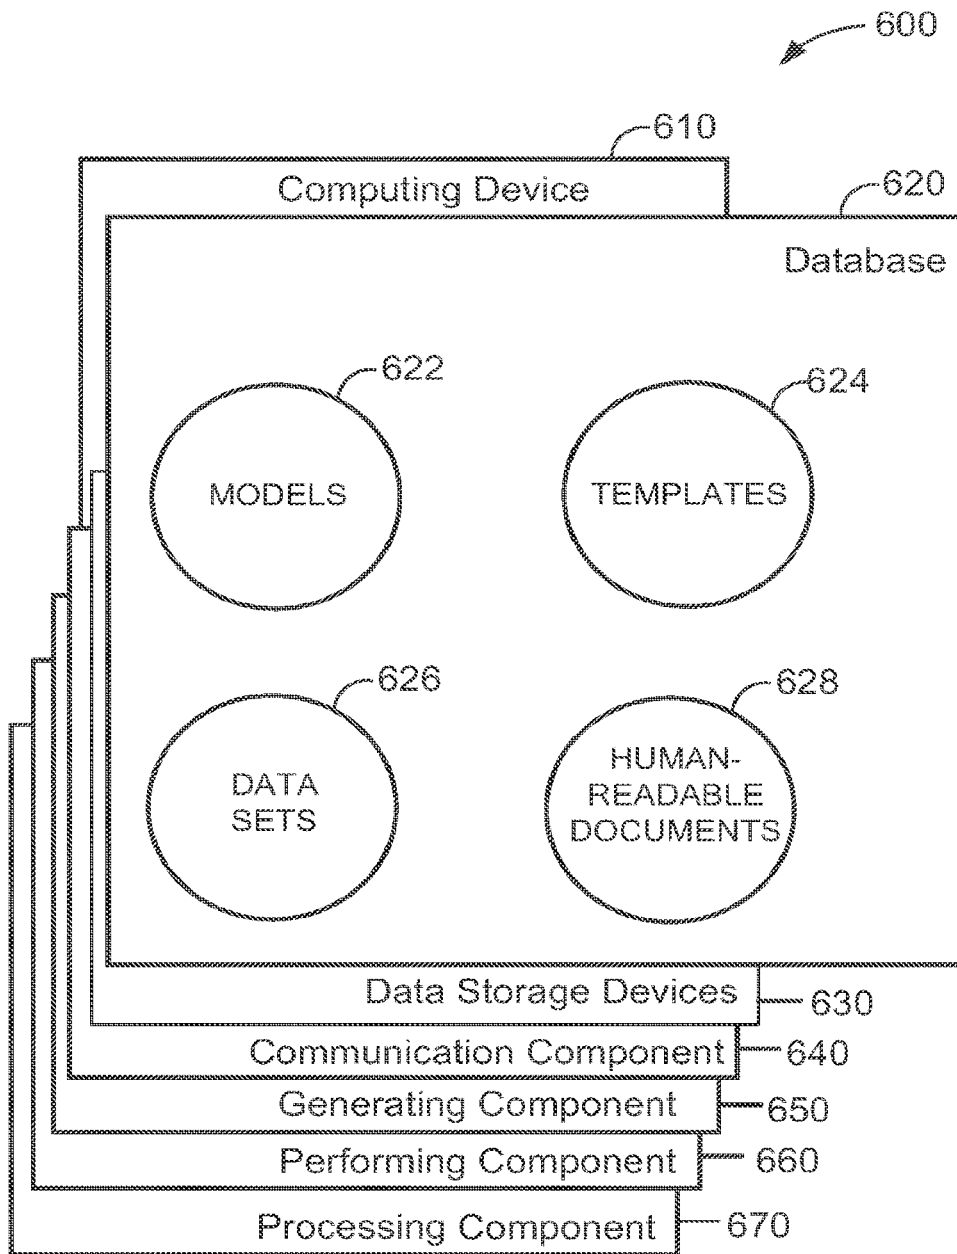 600
610
Computing Device
620
Database
622
MODELS
624
TEMPLATES
626
DATA
SETS
628
HUMAN-
READABLE
DOCUMENTS
Data Storage Devices
630
Communication Component
640
Generating Component
650
Performing Component
660
Processing Component
670